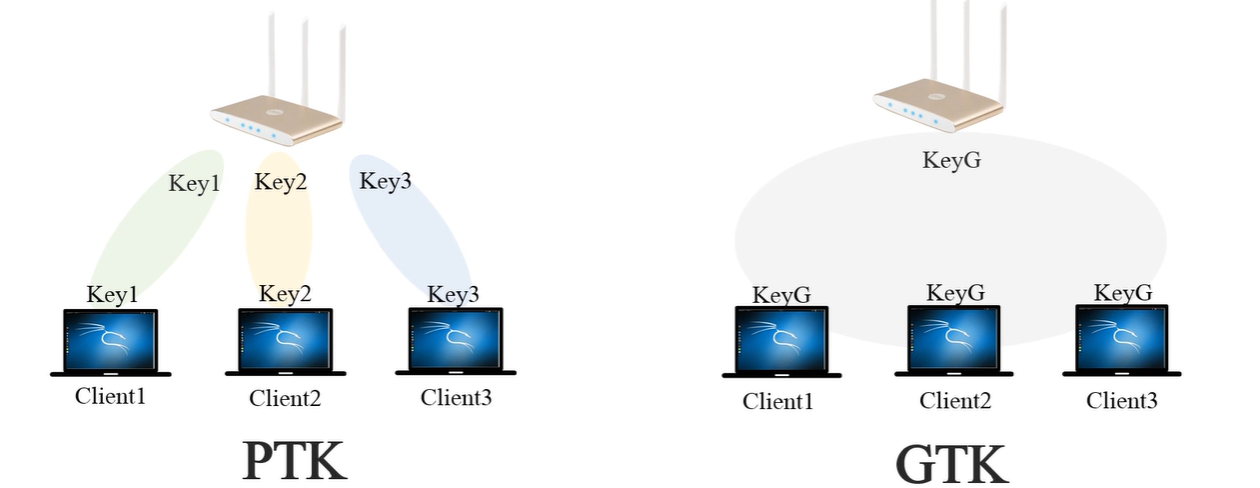 Key1
Key2
Key3
Key1
Key2
Key3
Client1
Client2
Client3
PTK
KeyG
KeyG
KeyG
KeyG
Client1
Client2
Client3
GTK